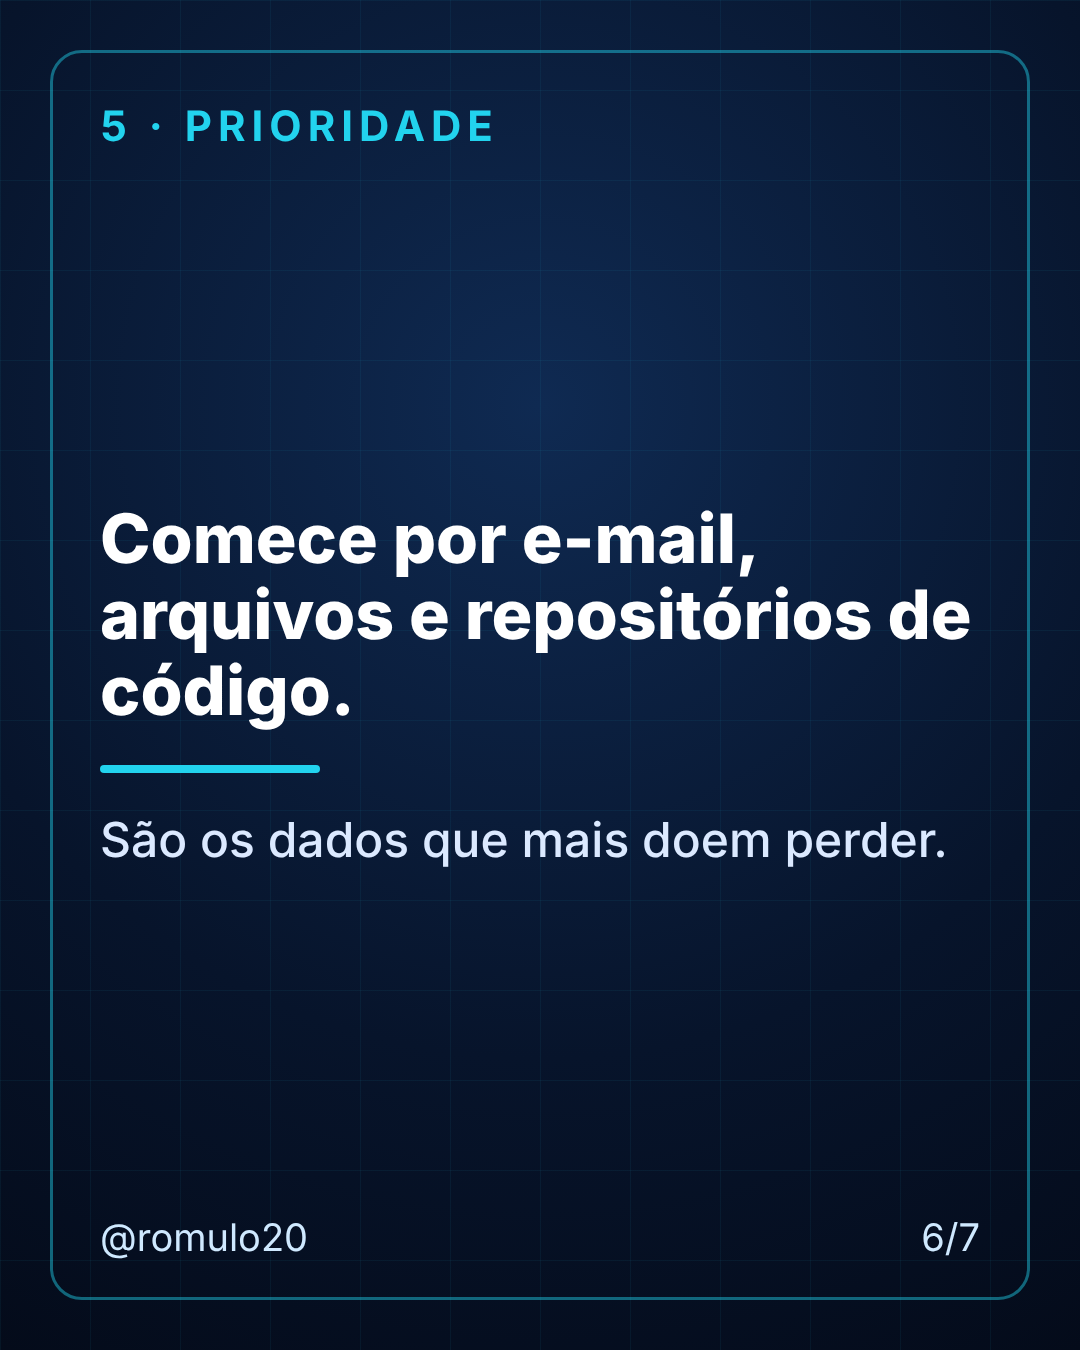 5 · PRIORIDADE
Comece por e-mail,
arquivos e repositórios de
código.
São os dados que mais doem perder.
@romulo20
6/7